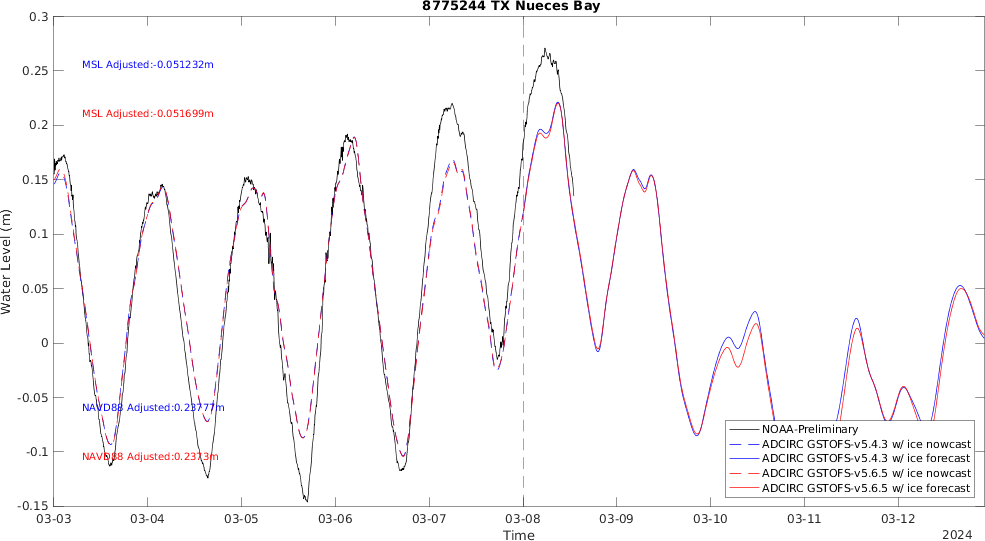 8775244 TX Nueces Bay
0.3
0.25
0.2
0.15
0.1
0.05
0
-0.05
-0.1
-0.15
Water Level (m)
MSL Adjusted:-0.051232m
MSL Adjusted:-0.051699m
NAVD88 Adjusted:0.23777m
NAVD88 Adjusted:0.2373m
NOAA-Preliminary
ADCIRC GSTOFS-v5.4.3 w/ ice nowcast
ADCIRC GSTOFS-v5.4.3 w/ ice forecast
ADCIRC GSTOFS-v5.6.5 w/ ice nowcast
ADCIRC GSTOFS-v5.6.5 w/ ice forecast
03-03 03-04 03-05 03-06 03-07 03-08 03-09 03-10 03-11 03-12
Time
2024